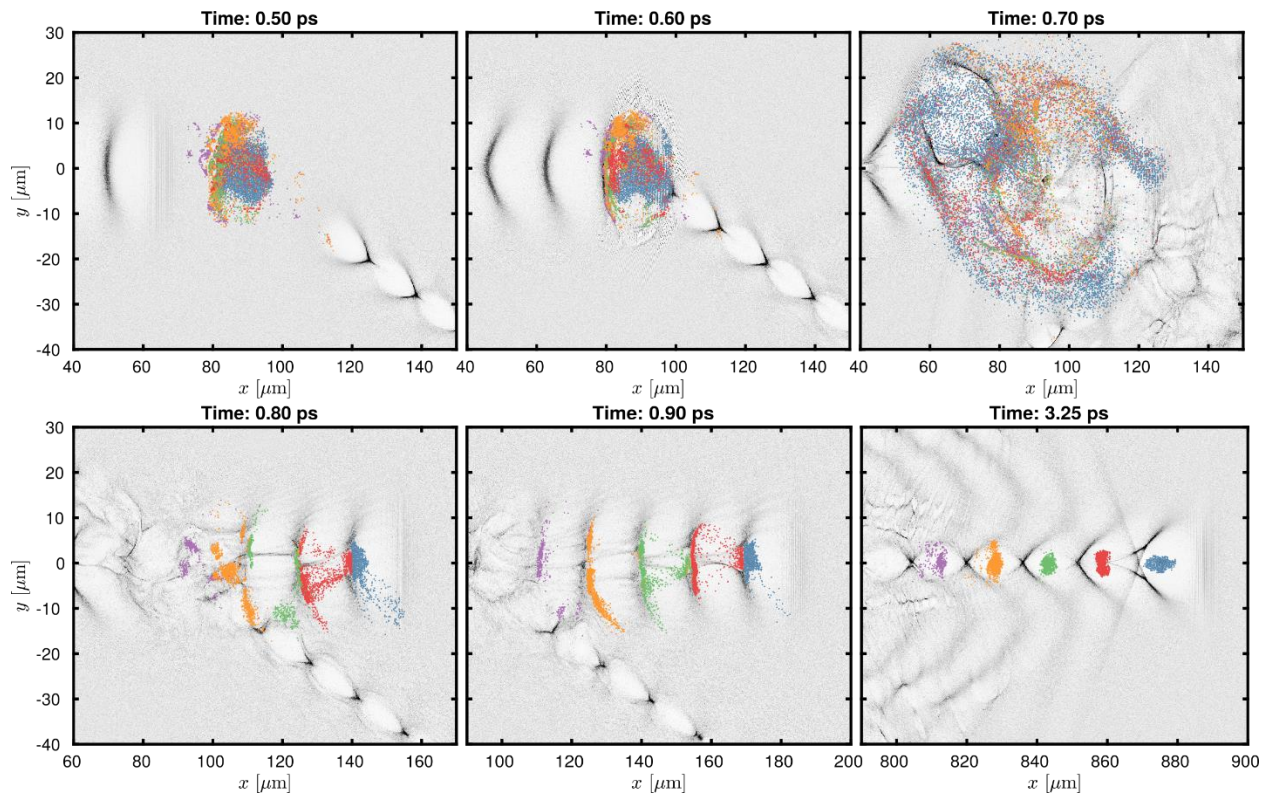 Time: 0.50 ps
Time: 0.60 ps
Time: 0.70 ps
30
20
10
0
-10
-20
-30
-40
y [μm]
40 60 80 100 120 140
40 60 80 100 120 140
40 60 80 100 120 140
x [μm]
x [μm]
x [μm]
Time: 0.80 ps
Time: 0.90 ps
Time: 3.25 ps
30
20
10
0
-10
-20
-30
-40
y [μm]
60 80 100 120 140 160
100 120 140 160 180 200
800 820 840 860 880 900
x [μm]
x [μm]
x [μm]